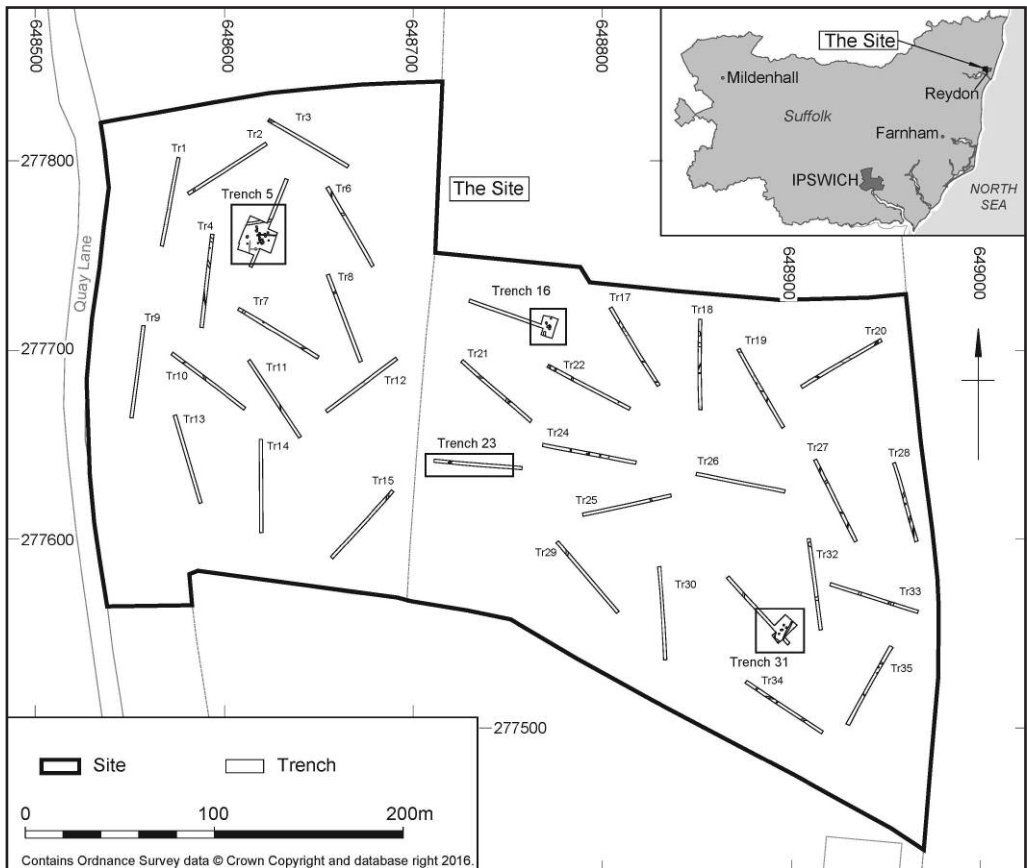 648500
648600
648700
648800
648900
649000
277800
277700
277600
277500
Quay Lane
The Site
Mildenhall
Suffolk
Reydon
Farnham
IPSWICH
NORTH
SEA
The Site
Tr1
Tr2
Tr3
Tr4
Trench 5
Tr6
Tr7
Tr8
Tr9
Tr10
Tr11
Tr12
Tr13
Tr14
Tr15
Trench 16
Tr17
Tr18
Tr19
Tr20
Tr21
Tr22
Trench 23
Tr24
Tr25
Tr26
Tr27
Tr28
Tr29
Tr30
Trench 31
Tr32
Tr33
Tr34
Tr35
Site
Trench
0 100 200m
Contains Ordnance Survey data © Crown Copyright and database right 2016.